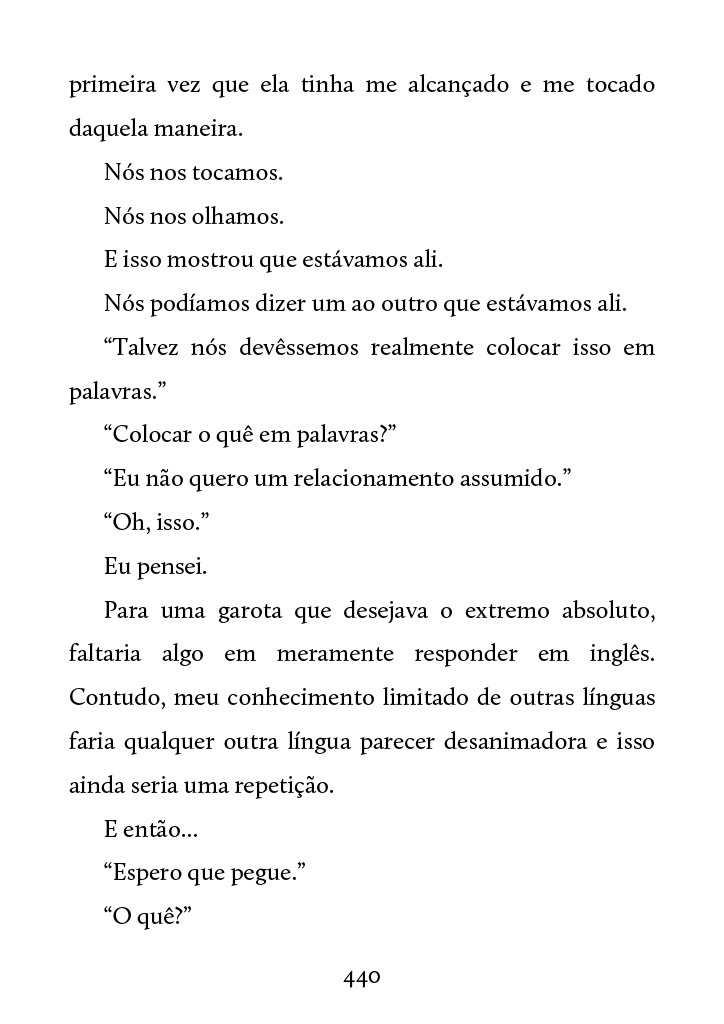 primeira vez que ela tinha me alcançado e me tocado
daquela maneira.
Nós nos tocamos.
Nós nos olhamos.
E isso mostrou que estávamos ali.
Nós podíamos dizer um ao outro que estávamos ali.
“Talvez nós devêssemos realmente colocar isso em
palavras.”
“Colocar o quê em palavras?”
“Eu não quero um relacionamento assumido.”
“Oh, isso.”
Eu pensei.
Para uma garota que desejava o extremo absoluto,
faltaria algo em meramente responder em inglês.
Contudo, meu conhecimento limitado de outras línguas
faria qualquer outra língua parecer desanimadora e isso
ainda seria uma repetição.
E então...
“Espero que pegue.”
“O quê?”
440